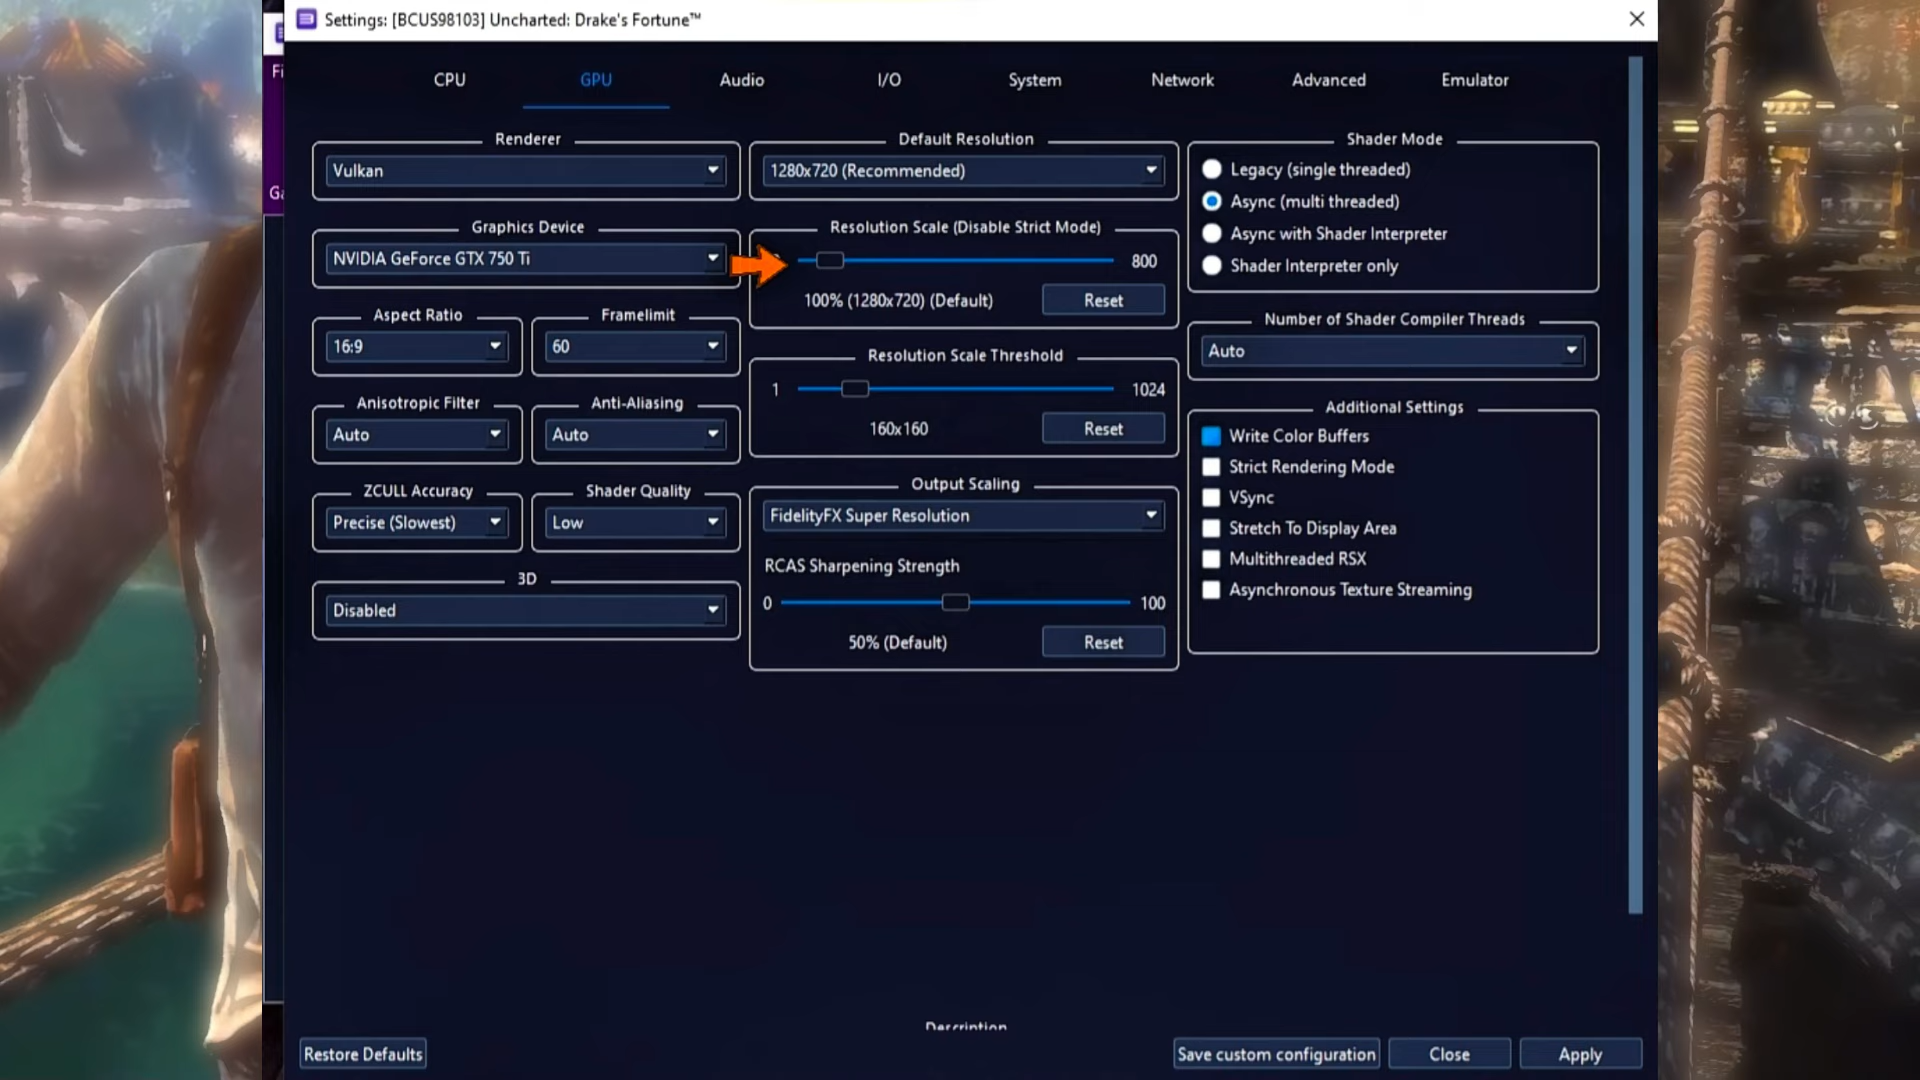 Settings: [BCUS98103] Uncharted: Drake's Fortune™
Fi
Ga
CPU
GPU
Audio
I/O
System
Network
Advanced
Emulator
Renderer
Vulkan
Graphics Device
NVIDIA GeForce GTX 750 Ti
Aspect Ratio
16:9
Framelimit
60
Anisotropic Filter
Auto
Anti-Aliasing
Auto
ZCULL Accuracy
Precise (Slowest)
Shader Quality
Low
3D
Disabled
Default Resolution
1280x720 (Recommended)
Resolution Scale (Disable Strict Mode)
800
100% (1280x720) (Default)
Reset
Resolution Scale Threshold
1
1024
160x160
Reset
Output Scaling
FidelityFX Super Resolution
RCAS Sharpening Strength
0
100
50% (Default)
Reset
Shader Mode
Legacy (single threaded)
Async (multi threaded)
Async with Shader Interpreter
Shader Interpreter only
Number of Shader Compiler Threads
Auto
Additional Settings
Write Color Buffers
Strict Rendering Mode
VSync
Stretch To Display Area
Multithreaded RSX
Asynchronous Texture Streaming
Description
Restore Defaults
Save custom configuration
Close
Apply